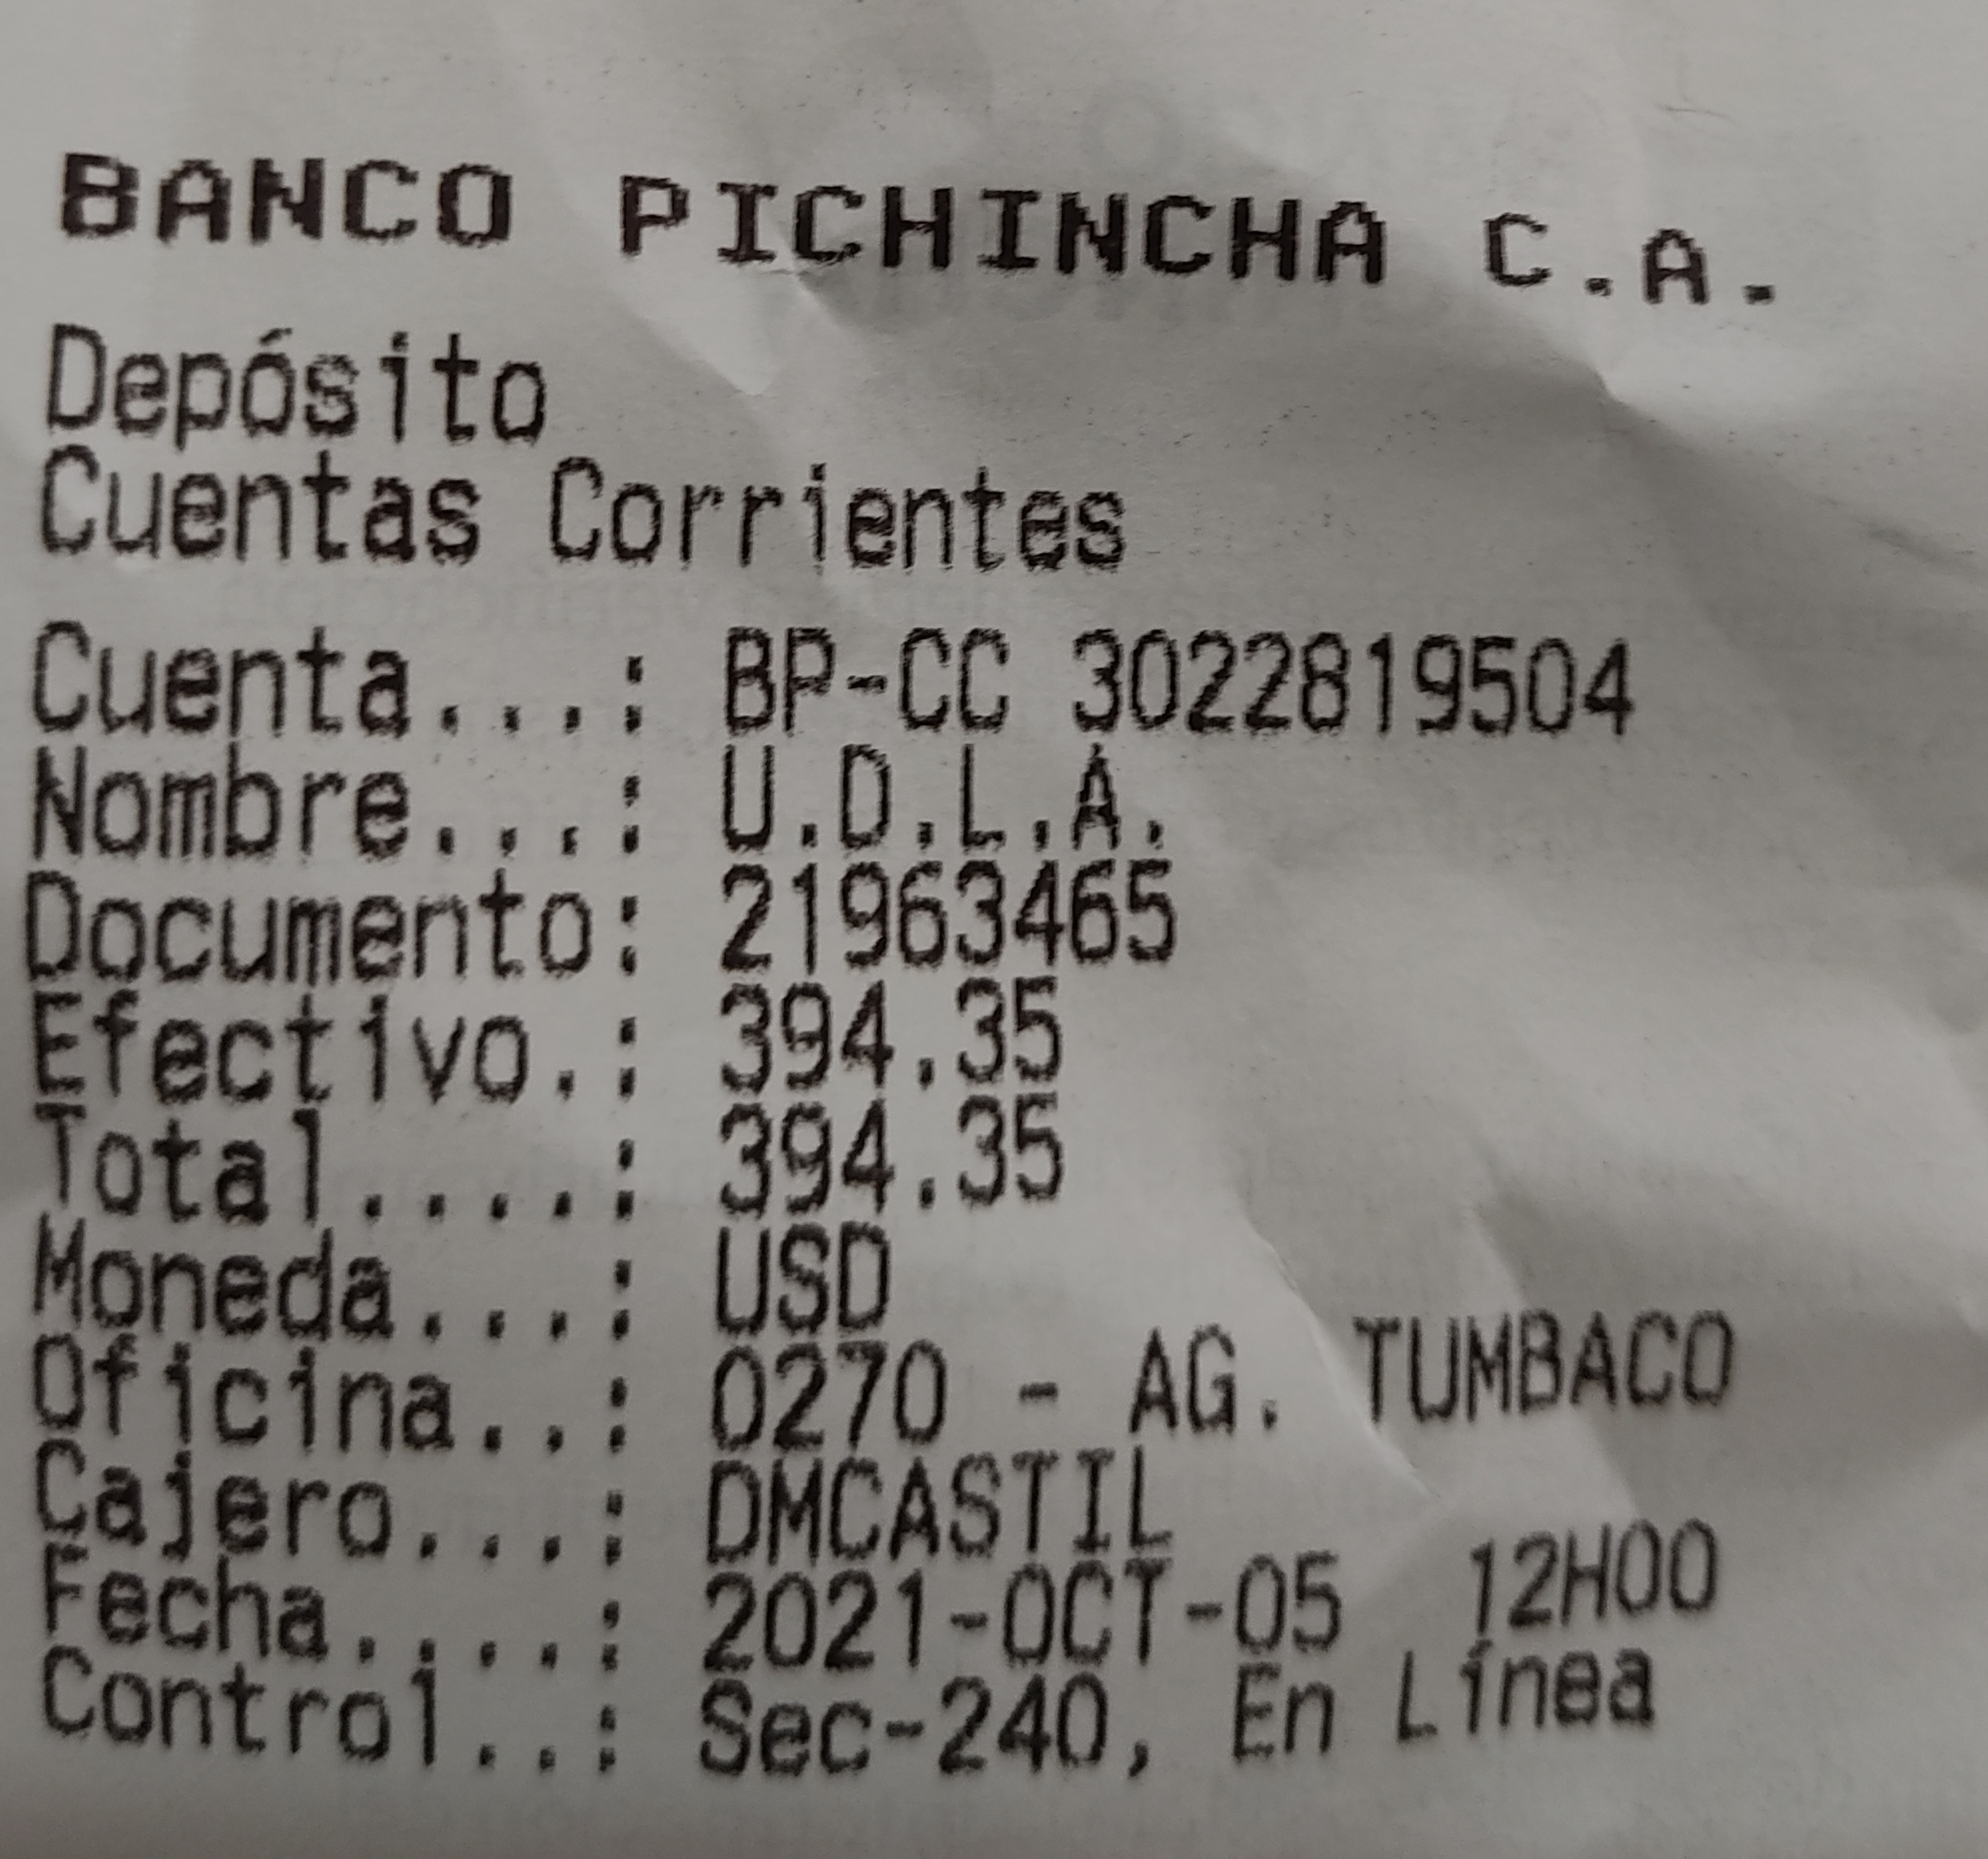 BANCO PICHINCHA C.A.
Depósito
Cuentas Corrientes
Cuenta...: BP-CC 3022819504
Nombre...: U.D.L.A.
Documento: 21963465
Efectivo.: 394.35
Total....: 394.35
Moneda...: USD
Oficina..: 0270 - AG. TUMBACO
Cajero...: DMCASTIL
Fecha....: 2021-OCT-05 12H00
Control..: Sec-240, En Línea